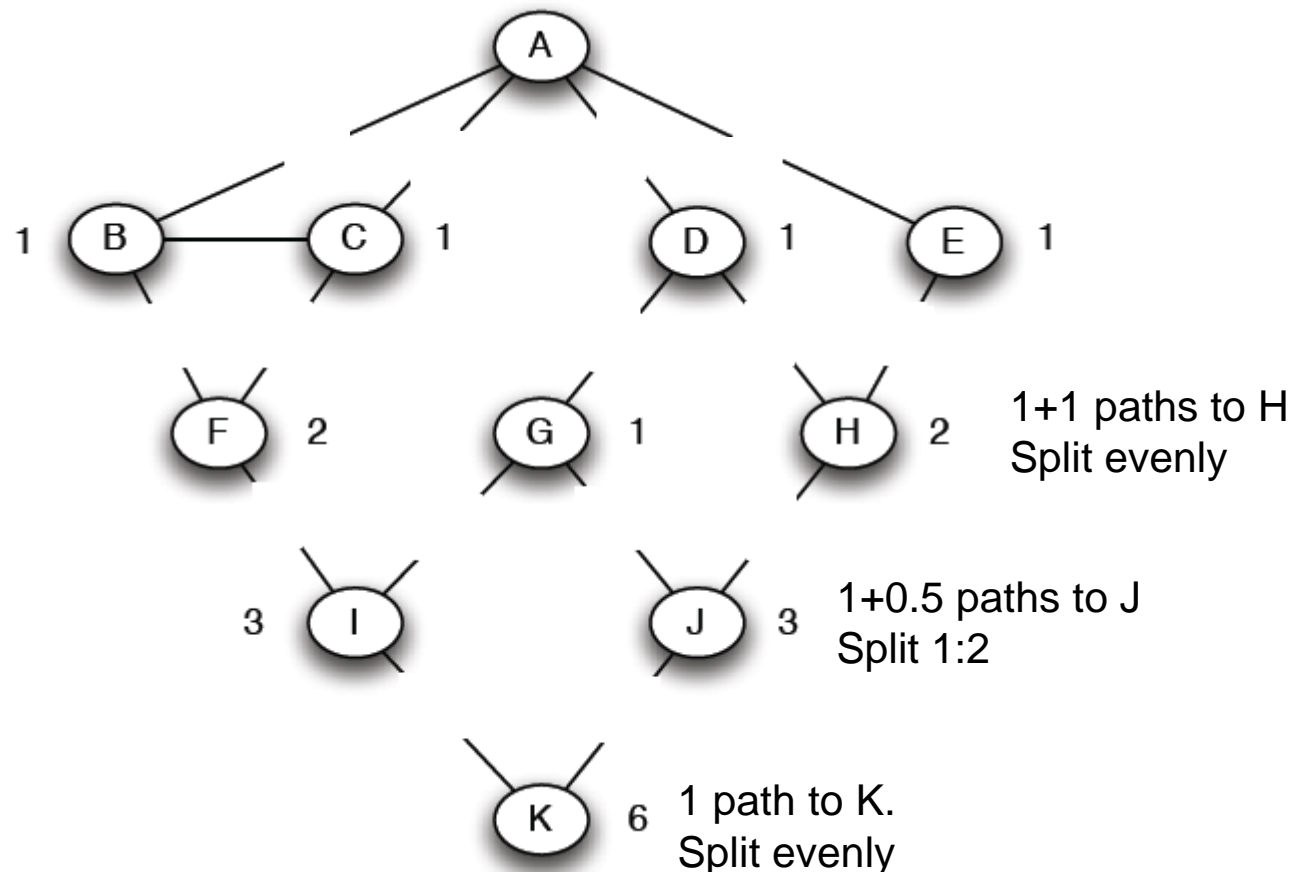 A
1 B C 1 D 1 E 1
F 2 G 1 H 2
1+1 paths to H
Split evenly
3 I J 3
1+0.5 paths to J
Split 1:2
K 6
1 path to K.
Split evenly